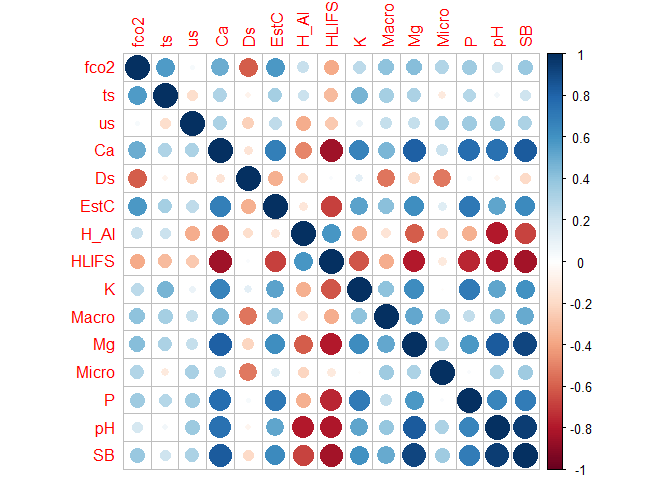 fco2 ts us Ca Ds EstC H_Al HLIFS K Macro Mg Micro P pH SB
fco2
ts
us
Ca
Ds
EstC
H_Al
HLIFS
K
Macro
Mg
Micro
P
pH
SB
1
0.8
0.6
0.4
0.2
0
-0.2
-0.4
-0.6
-0.8
-1